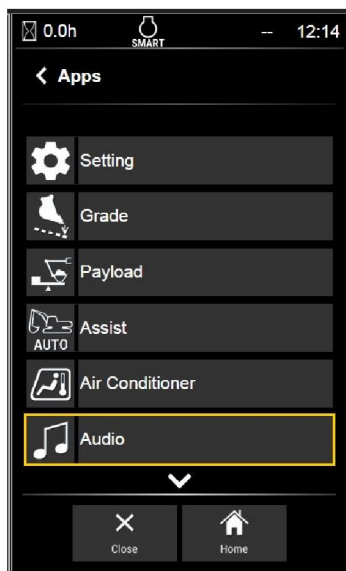 0.0h SMART -- 12:14
Apps
Setting
Grade
Payload
AUTO Assist
Air Conditioner
Audio
Close Home